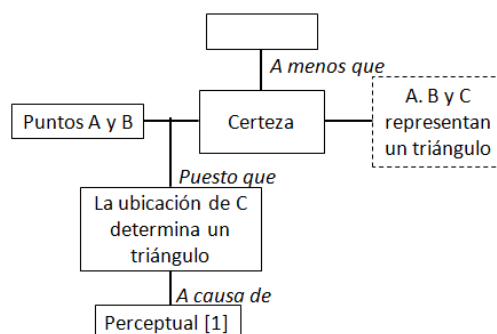 A menos que
Puntos A y B
Certeza
A. B y C
representan
un triángulo
Puesto que
La ubicación de C
determina un
triángulo
A causa de
Perceptual [1]